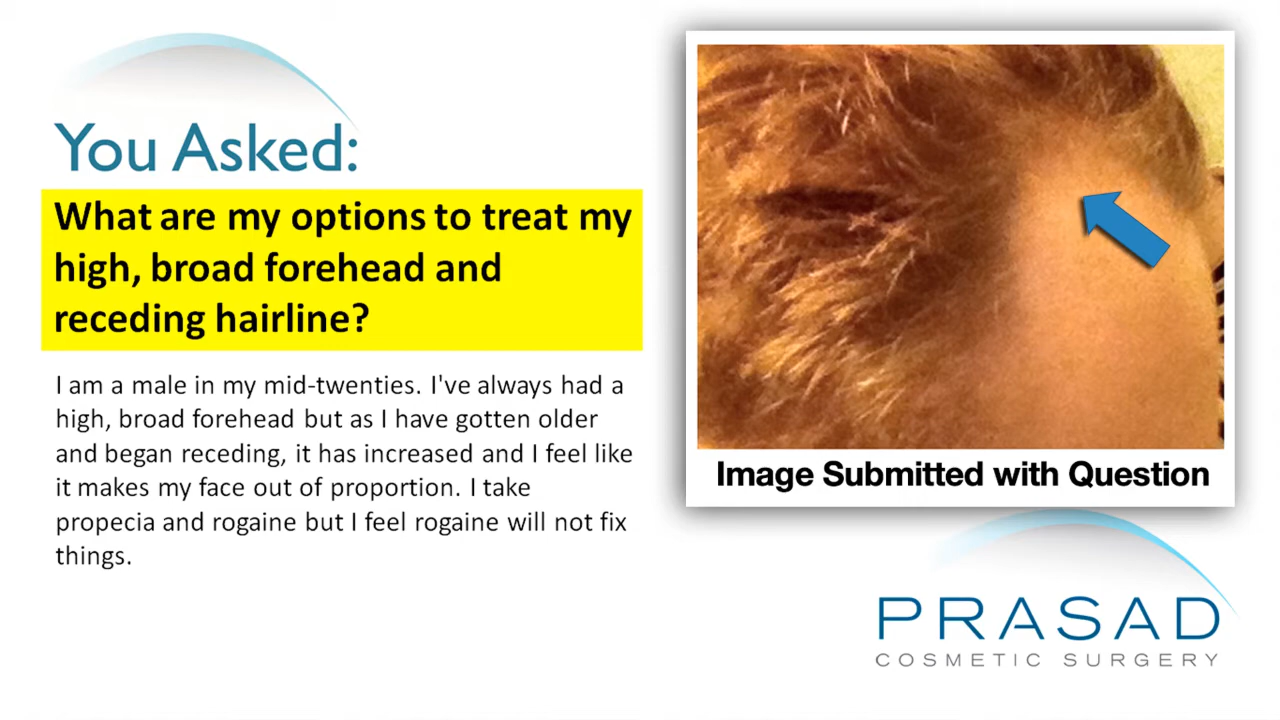 You Asked:
What are my options to treat my
high, broad forehead and
receding hairline?
I am a male in my mid-twenties. I've always had a
high, broad forehead but as I have gotten older
and began receding, it has increased and I feel like
it makes my face out of proportion. I take
propecia and rogaine but I feel rogaine will not fix
things.
Image Submitted with Question
PRASAD
COSMETIC SURGERY